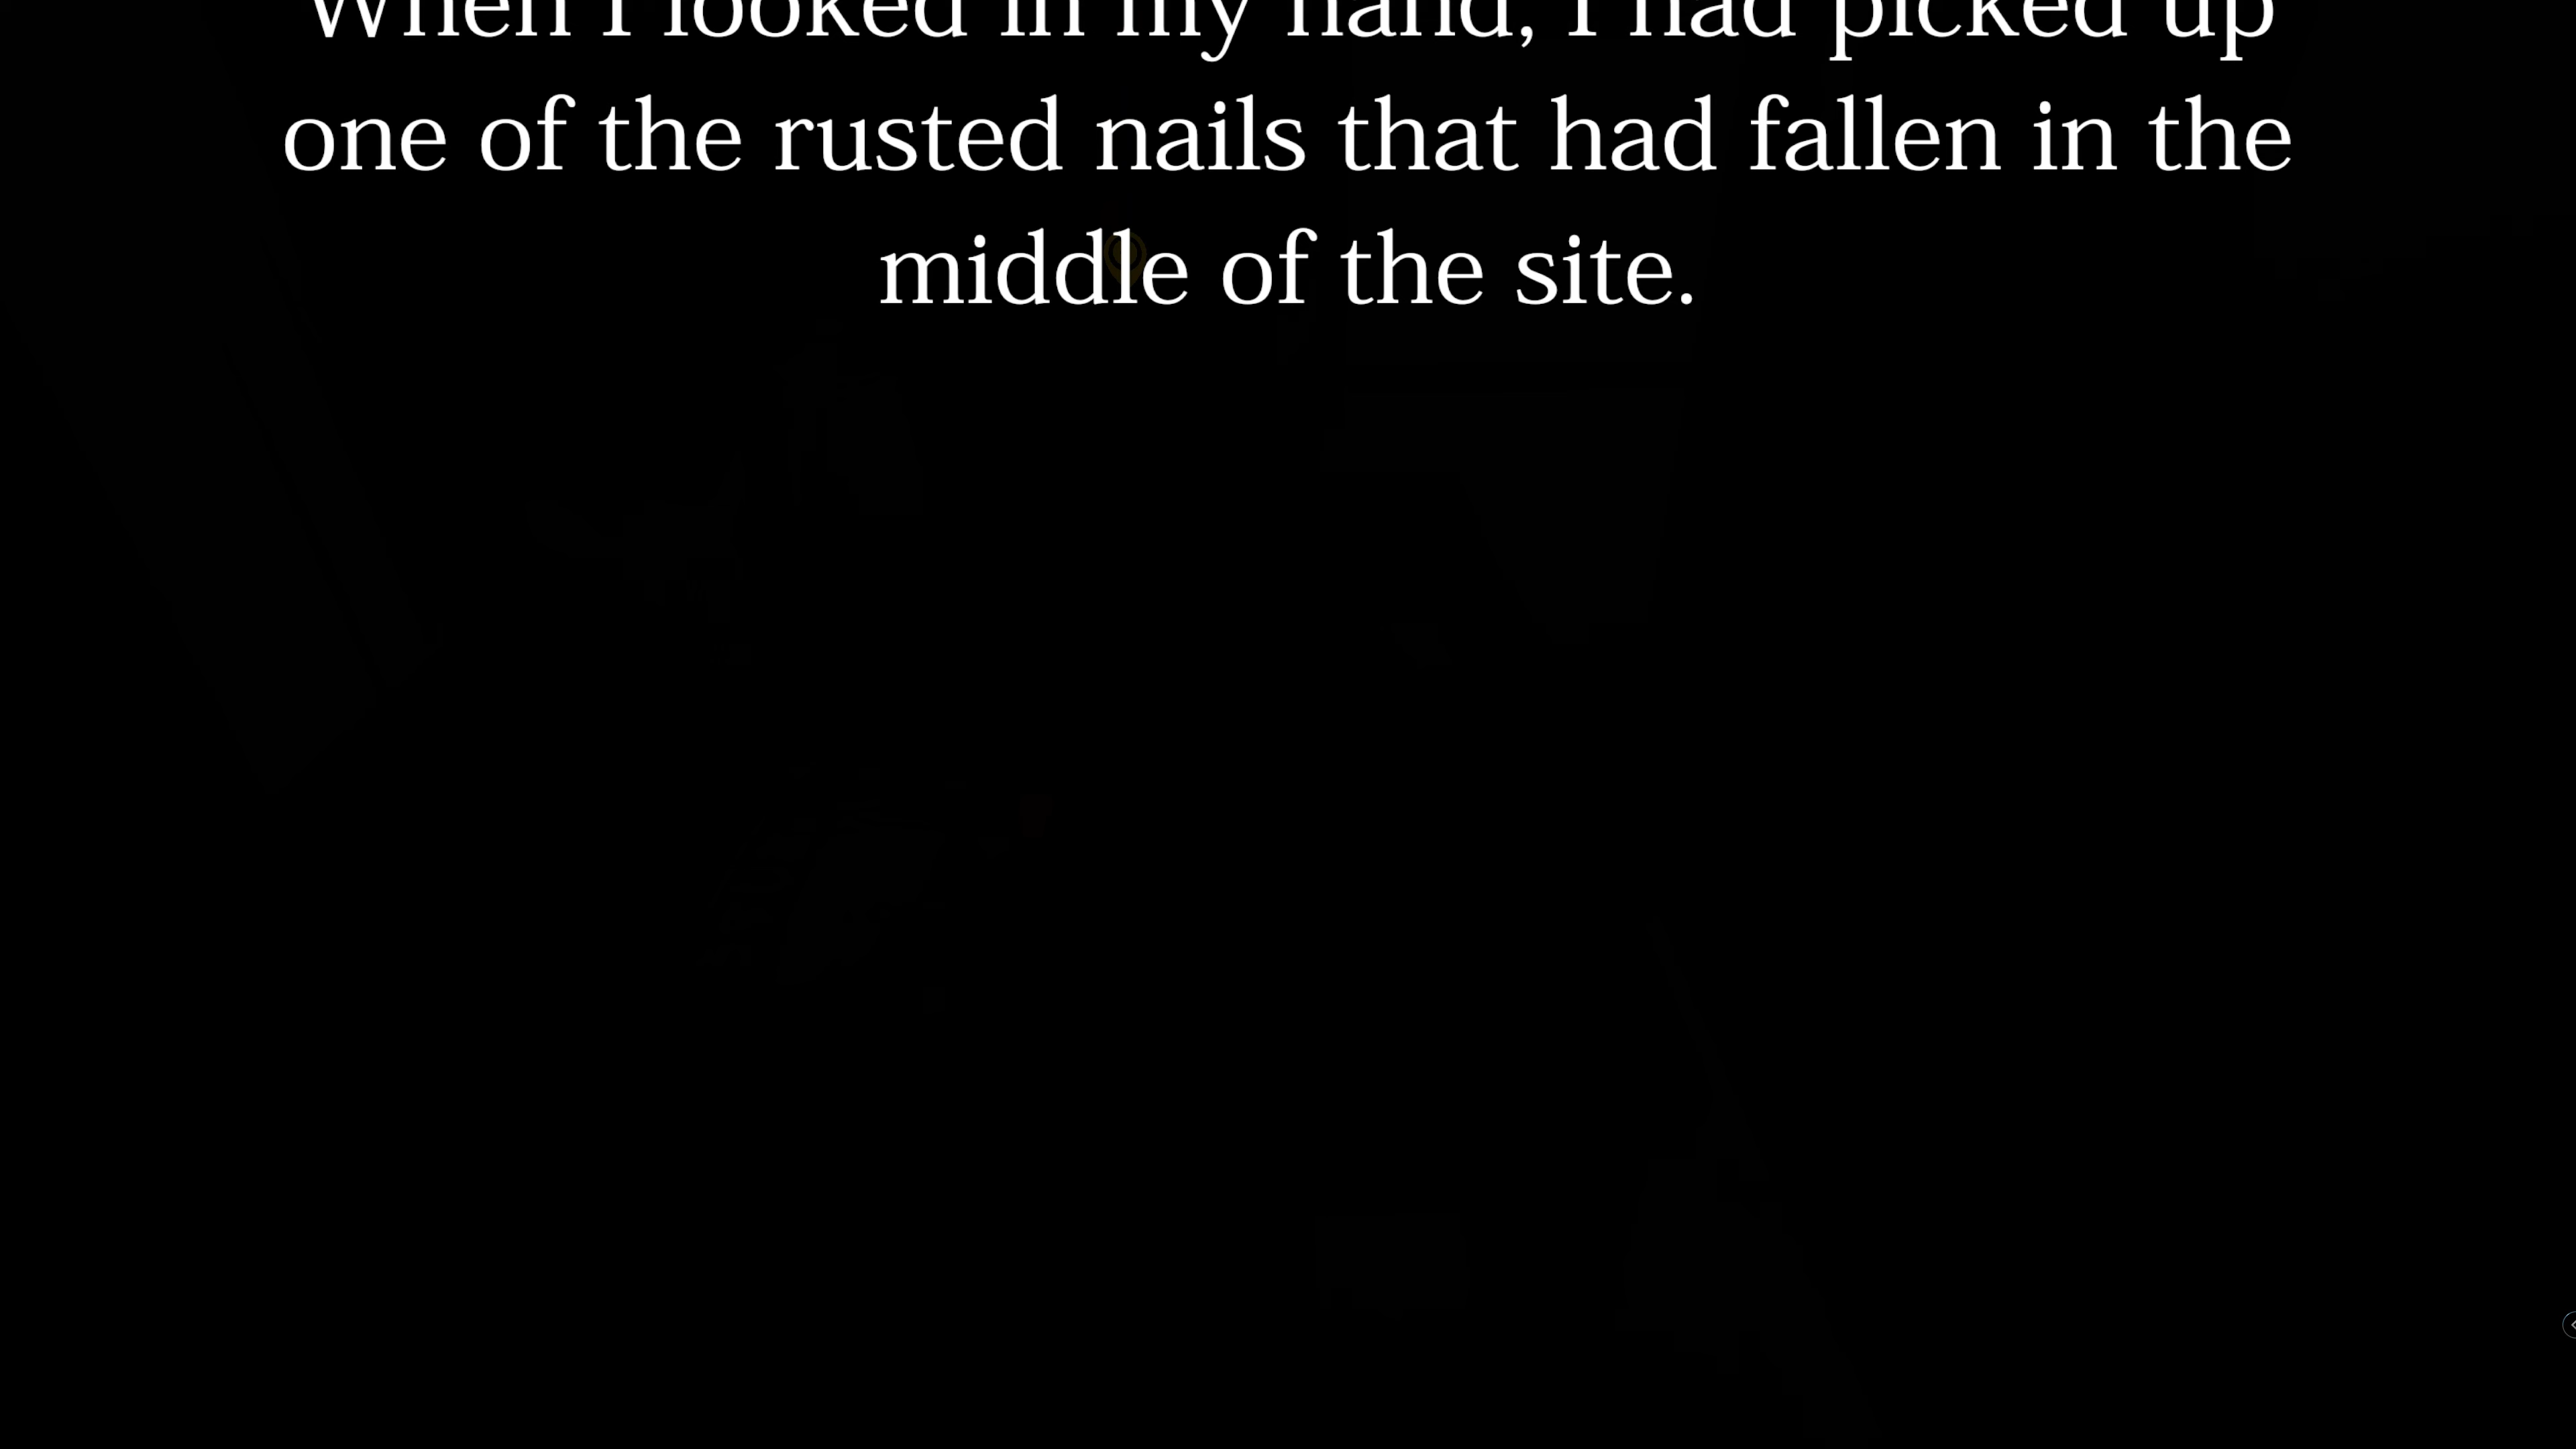 When I looked in my hand, I had picked up
one of the rusted nails that had fallen in the
middle of the site.